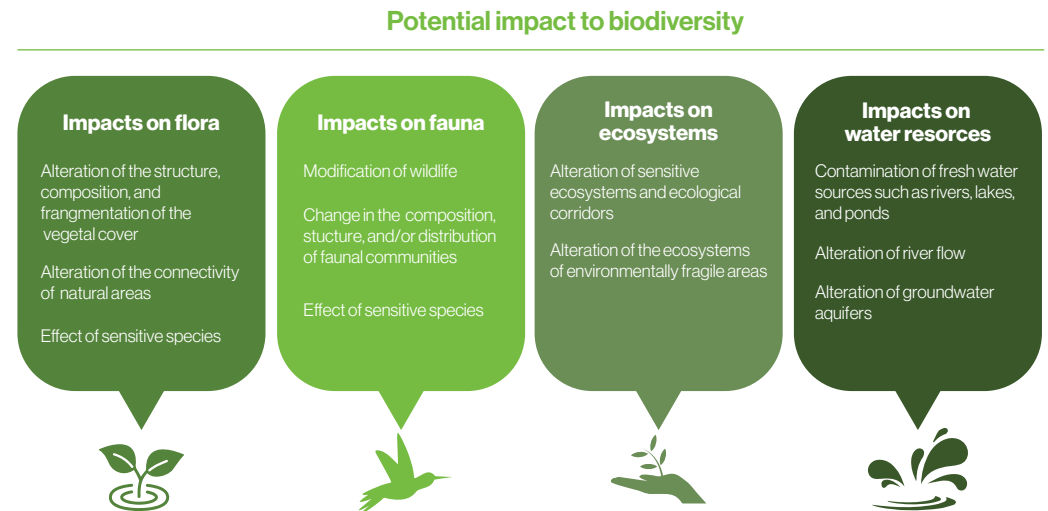 Potential impact to biodiversity
Impacts on flora
Alteration of the structure,
composition, and
frangmentation of the
vegetal cover
Alteration of the connectivity
of natural areas
Effect of sensitive species
Impacts on fauna
Modification of wildlife
Change in the composition,
stucture, and/or distribution
of faunal communities
Effect of sensitive species
Impacts on
ecosystems
Alteration of sensitive
ecosystems and ecological
corridors
Alteration of the ecosystems
of environmentally fragile areas
Impacts on
water resorces
Contamination of fresh water
sources such as rivers, lakes,
and ponds
Alteration of river flow
Alteration of groundwater
aquifers